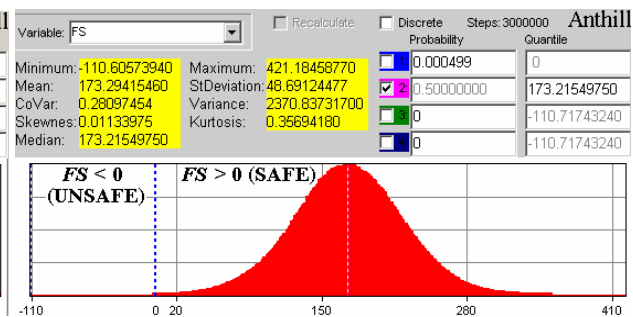 Variable: FS Recalculate Discrete Steps: 3000000 Anthill
Probability Quantile
Minimum: -110.60573940 Maximum: 421.18458770 1 0.000499 0
Mean: 173.29415460 StDeviation: 48.69124477 2 0.50000000 173.21549750
CoVar: 0.28097454 Variance: 2370.83731700 3 0 -110.71743240
Skewnes: 0.01133975 Kurtosis: 0.35694180
Median: 173.21549750 0 -110.71743240
FS < 0 FS > 0 (SAFE)
(UNSAFE)
-110 0 20 150 280 410